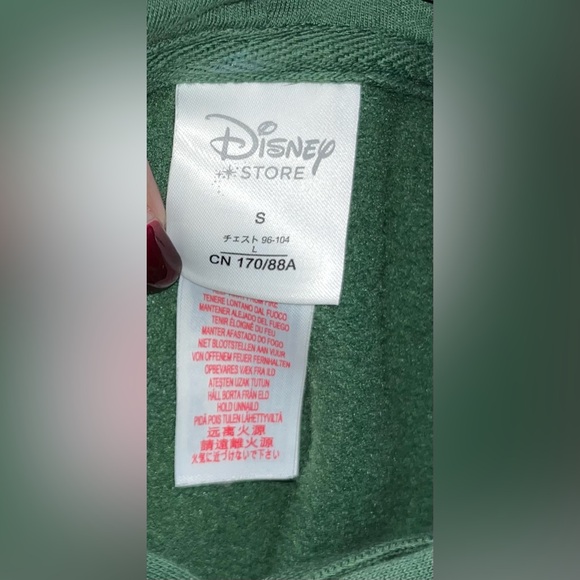 Disney
STORE
S
チェスト 96-104
L
CN 170/88A
FROM FIRE
TENERE LONTANO DAL FUOCO
MANTENER ALEJADO DEL FUEGO
TENIR ÉLOIGNÉ DU FEU
MANTER AFASTADO DO FOGO
NIET BLOOTSTELLEN AAN VUUR
VON OFFENEM FEUER FERNHALTEN
OPBEVARES VÆK FRA ILD
ATEŞTEN UZAK TUTUN
HÅLL BORTA FRÅN ELD
HOLD UNNAILD
PIDÄ POIS TULEN LÄHETTYVILTÄ
远离火源
請遠離火源
火気に近づけないで下さい